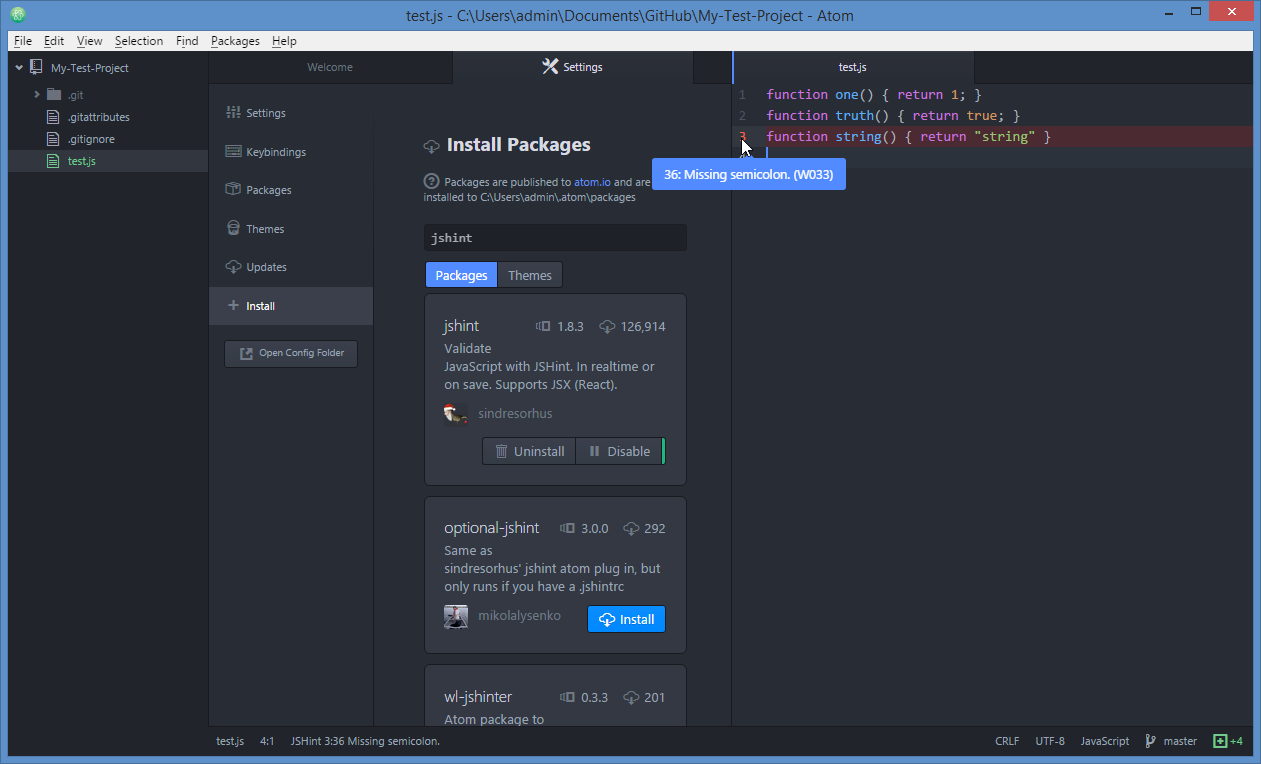 test.js - C:\Users\admin\Documents\GitHub\My-Test-Project - Atom
File Edit View Selection Find Packages Help
My-Test-Project
.git
.gitattributes
.gitignore
test.js
Welcome
Settings
test.js
Settings
Keybindings
Packages
Themes
Updates
Install
Open Config Folder
Install Packages
Packages are published to atom.io and are
installed to C:\Users\admin\.atom\packages
jshint
Packages Themes
jshint 1.8.3 126,914
Validate
JavaScript with JSHint. In realtime or
on save. Supports JSX (React).
sindresorhus
Uninstall Disable
optional-jshint 3.0.0 292
Same as
sindresorhus' jshint atom plug in, but
only runs if you have a .jshintrc
mikolalysenko
Install
wl-jshinter 0.3.3 201
Atom package to
1 function one() { return 1; }
2 function truth() { return true; }
3 function string() { return "string" }
36: Missing semicolon. (W033)
test.js 4:1 JSHint 3:36 Missing semicolon.
CRLF UTF-8 JavaScript master +4